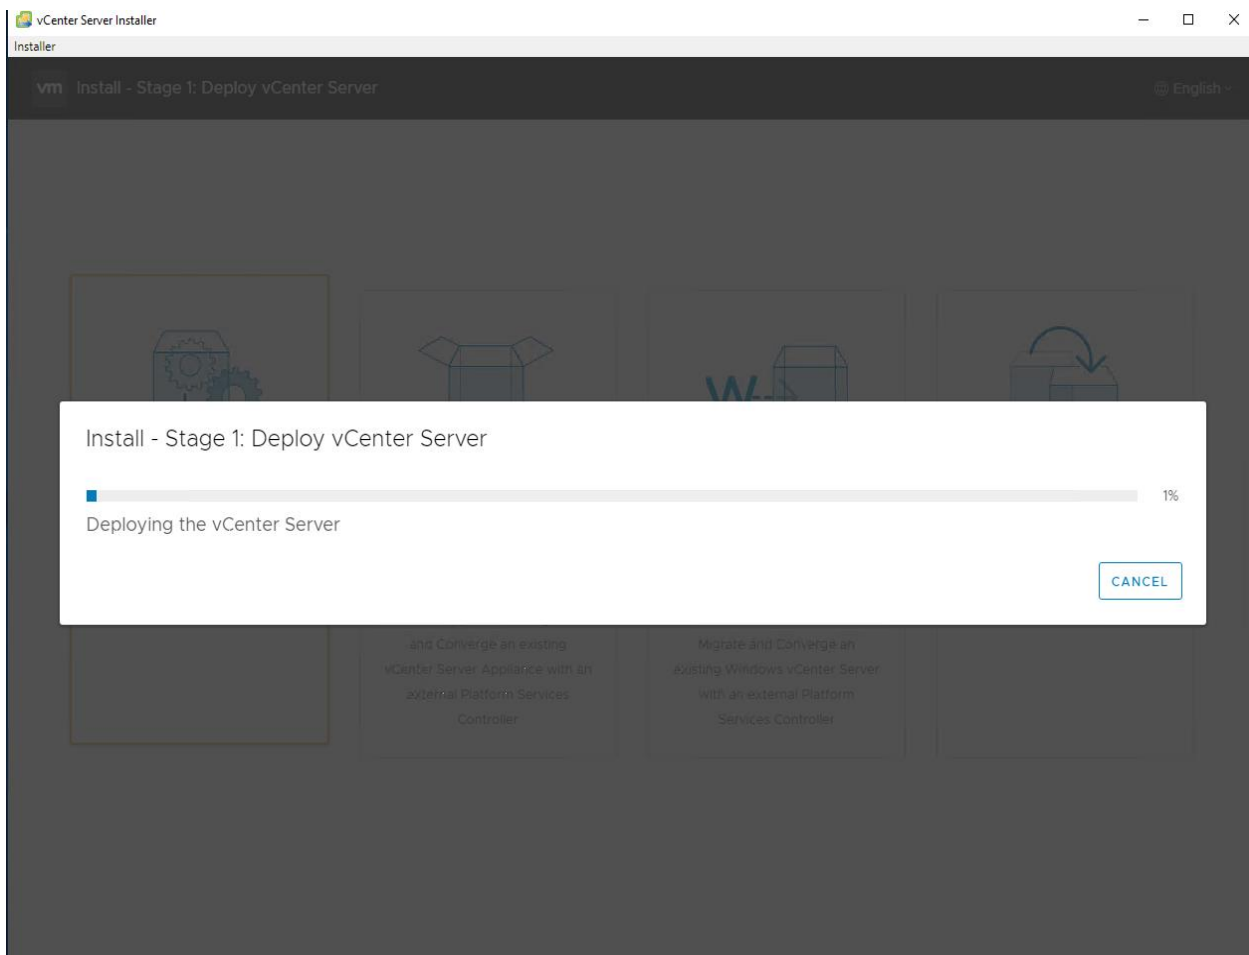 vCenter Server Installer
Installer
vm Install - Stage 1: Deploy vCenter Server
English
Install - Stage 1: Deploy vCenter Server
1%
Deploying the vCenter Server
CANCEL
and Converge an existing
vCenter Server Appliance with an
external Platform Services
Controller
Migrate and Converge an
existing Windows vCenter Server
with an external Platform
Services Controller